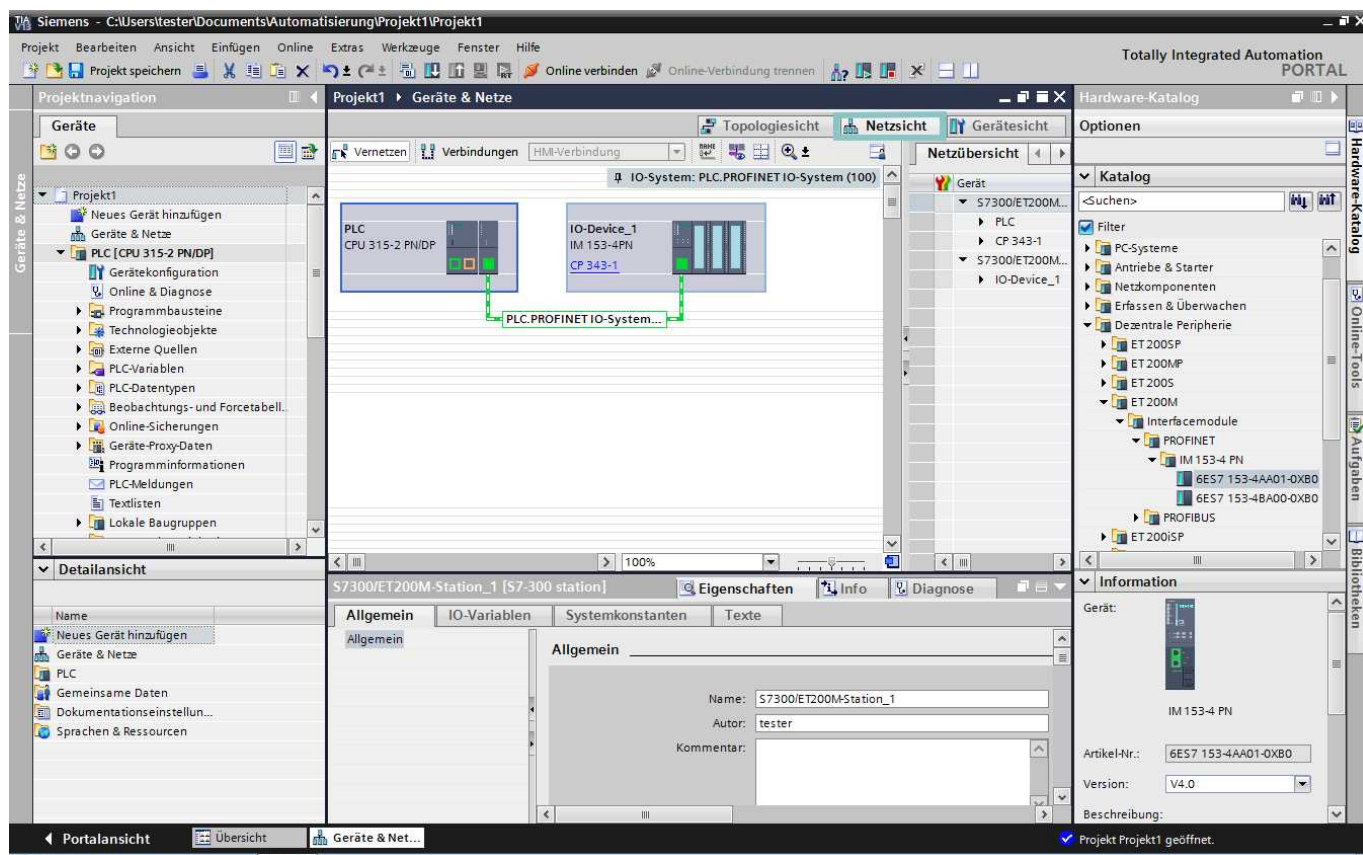 Siemens - C:\Users\tester\Documents\Automatisierung\Projekt1\Projekt1
Projekt Bearbeiten Ansicht Einfügen Online Extras Werkzeuge Fenster Hilfe
Totally Integrated Automation
PORTAL
Projekt speichern
Online verbinden
Online-Verbindung trennen
Projektnavigation
Geräte
Geräte & Netze
Projekt1
Neues Gerät hinzufügen
Geräte & Netze
PLC [CPU 315-2 PN/DP]
Gerätekonfiguration
Online & Diagnose
Programmbausteine
Technologieobjekte
Externe Quellen
PLC-Variablen
PLC-Datentypen
Beobachtungs- und Forcetabell..
Online-Sicherungen
Geräte-Proxy-Daten
Programminformationen
PLC-Meldungen
Textlisten
Lokale Baugruppen
Detailansicht
Name
Neues Gerät hinzufügen
Geräte & Netze
PLC
Gemeinsame Daten
Dokumentationseinstellun...
Sprachen & Ressourcen
Projekt1 Geräte & Netze
Topologiesicht Netzsicht Gerätesicht
Vernetzen Verbindungen HMI-Verbindung
IO-System: PLC.PROFINET IO-System (100)
PLC
CPU 315-2 PN/DP
IO-Device_1
IM 153-4PN
CP 343-1
PLC.PROFINET IO-System...
100%
Netzübersicht
Gerät
S7300/ET200M...
PLC
CP 343-1
S7300/ET200M...
IO-Device_1
S7300/ET200M-Station_1 [S7-300 station]
Eigenschaften Info Diagnose
Allgemein IO-Variablen Systemkonstanten Texte
Allgemein
Allgemein
Name: S7300/ET200M-Station_1
Autor: tester
Kommentar:
Hardware-Katalog
Optionen
Katalog
<Suchen>
Filter
PC-Systeme
Antriebe & Starter
Netzkomponenten
Erfassen & Überwachen
Dezentrale Peripherie
ET 200SP
ET 200MP
ET 200S
ET 200M
Interfacemodule
PROFINET
IM 153-4 PN
6ES7 153-4AA01-0XB0
6ES7 153-4BA00-0XB0
PROFIBUS
ET 200iSP
Information
Gerät:
IM 153-4 PN
Artikel-Nr.: 6ES7 153-4AA01-0XB0
Version: V4.0
Beschreibung:
Hardware-Katalog
Online-Tools
Aufgaben
Bibliotheken
Portalansicht Übersicht Geräte & Net...
Projekt Projekt1 geöffnet.